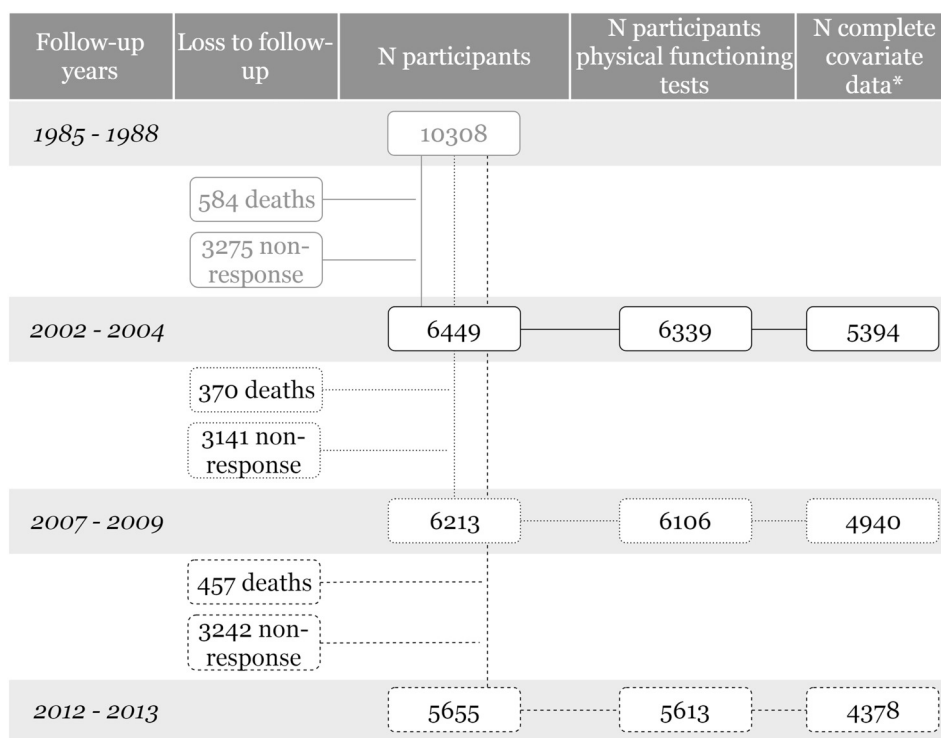 Follow-up
years
Loss to follow-
up
N participants
N participants
physical functioning
tests
N complete
covariate
data*
1985 - 1988
10308
584 deaths
3275 non-
response
2002 - 2004
6449
6339
5394
370 deaths
3141 non-
response
2007 - 2009
6213
6106
4940
457 deaths
3242 non-
response
2012 - 2013
5655
5613
4378